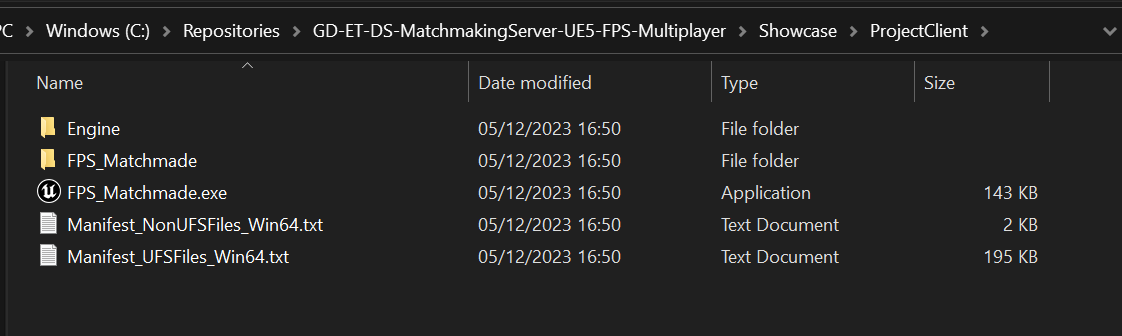 PC > Windows (C:) > Repositories > GD-ET-DS-MatchmakingServer-UE5-FPS-Multiplayer > Showcase > ProjectClient >
Name Date modified Type Size
Engine 05/12/2023 16:50 File folder
FPS_Matchmade 05/12/2023 16:50 File folder
FPS_Matchmade.exe 05/12/2023 16:50 Application 143 KB
Manifest_NonUFSFiles_Win64.txt 05/12/2023 16:50 Text Document 2 KB
Manifest_UFSFiles_Win64.txt 05/12/2023 16:50 Text Document 195 KB